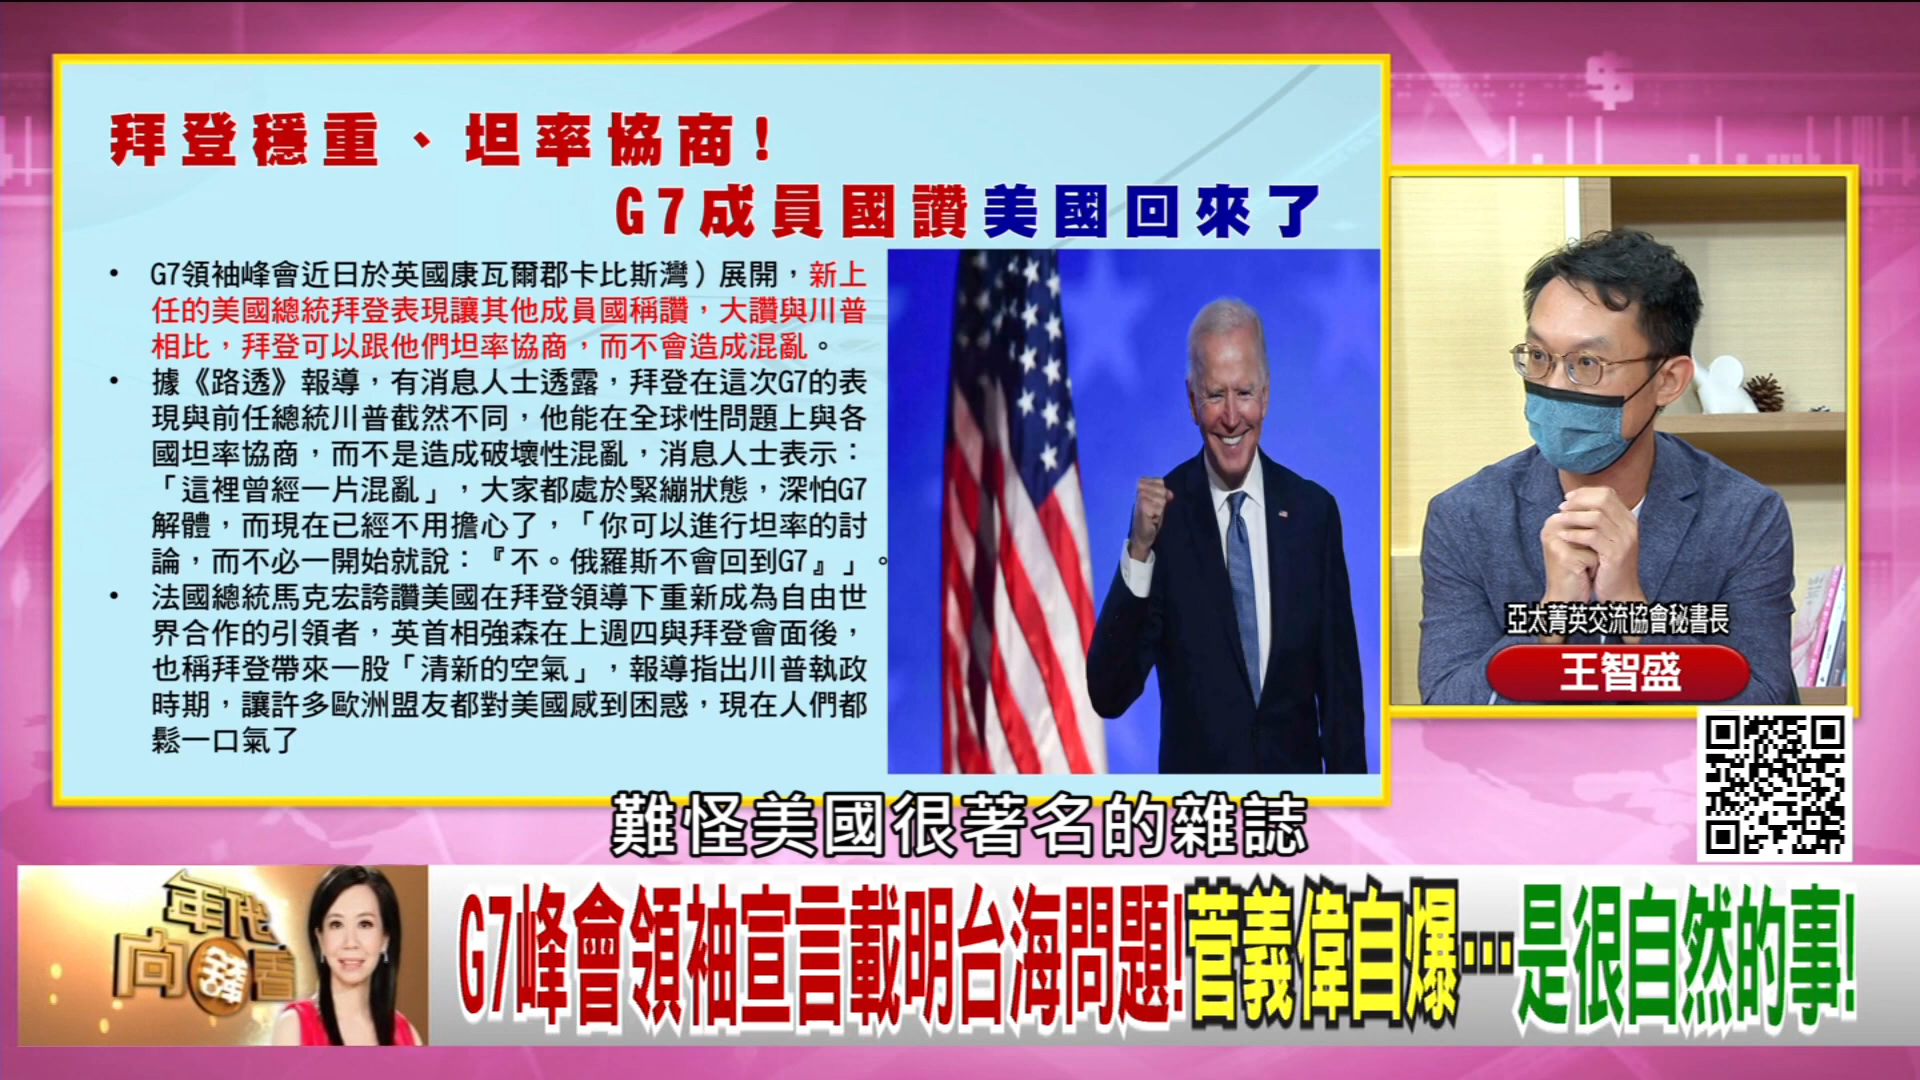 拜登穩重、坦率協商!
G7成員國讚美國回來了
• G7領袖峰會近日於英國康瓦爾郡卡比斯灣)展開,新上
任的美國總統拜登表現讓其他成員國稱讚,大讚與川普
相比,拜登可以跟他們坦率協商,而不會造成混亂。
• 據《路透》報導,有消息人士透露,拜登在這次G7的表
現與前任總統川普截然不同,他能在全球性問題上與各
國坦率協商,而不是造成破壞性混亂,消息人士表示:
「這裡曾經一片混亂」,大家都處於緊繃狀態,深怕G7
解體,而現在已經不用擔心了,「你可以進行坦率的討
論,而不必一開始就說:『不。俄羅斯不會回到G7』」。
• 法國總統馬克宏誇讚美國在拜登領導下重新成為自由世
界合作的引領者,英首相強森在上週四與拜登會面後,
也稱拜登帶來一股「清新的空氣」,報導指出川普執政
時期,讓許多歐洲盟友都對美國感到困惑,現在人們都
鬆一口氣了
亞太菁英交流協會秘書長
王智盛
難怪美國很著名的雜誌
年代
向錢看
G7峰會領袖宣言載明台海問題!菅義偉自爆…是很自然的事!